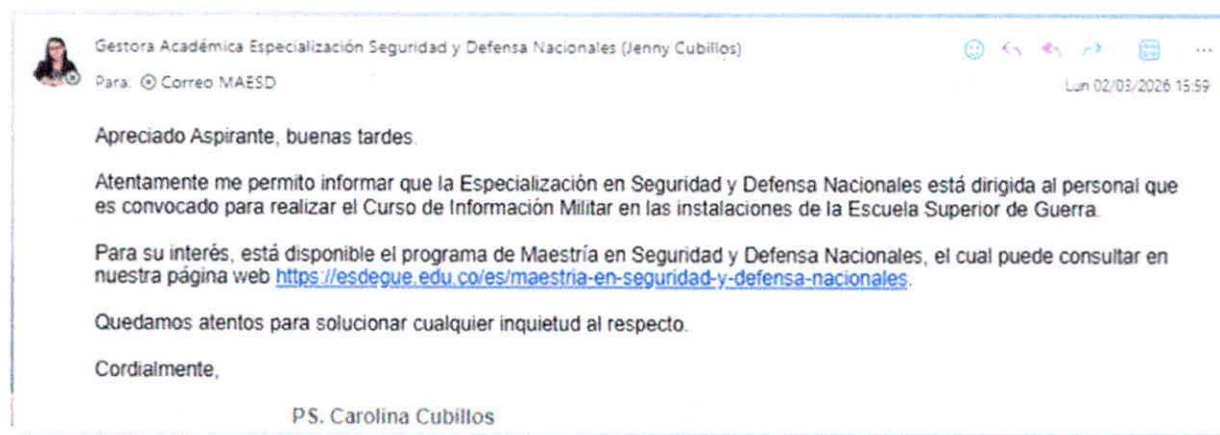 Gestora Académica Especialización Seguridad y Defensa Nacionales (Jenny Cubillos)
Para: Correo MAESD
Lun 02/03/2026 15:59
Apreciado Aspirante, buenas tardes.
Atentamente me permito informar que la Especialización en Seguridad y Defensa Nacionales está dirigida al personal que
es convocado para realizar el Curso de Información Militar en las instalaciones de la Escuela Superior de Guerra.
Para su interés, está disponible el programa de Maestría en Seguridad y Defensa Nacionales, el cual puede consultar en
nuestra página web https://esdegue.edu.co/es/maestria-en-seguridad-y-defensa-nacionales.
Quedamos atentos para solucionar cualquier inquietud al respecto.
Cordialmente,
PS. Carolina Cubillos